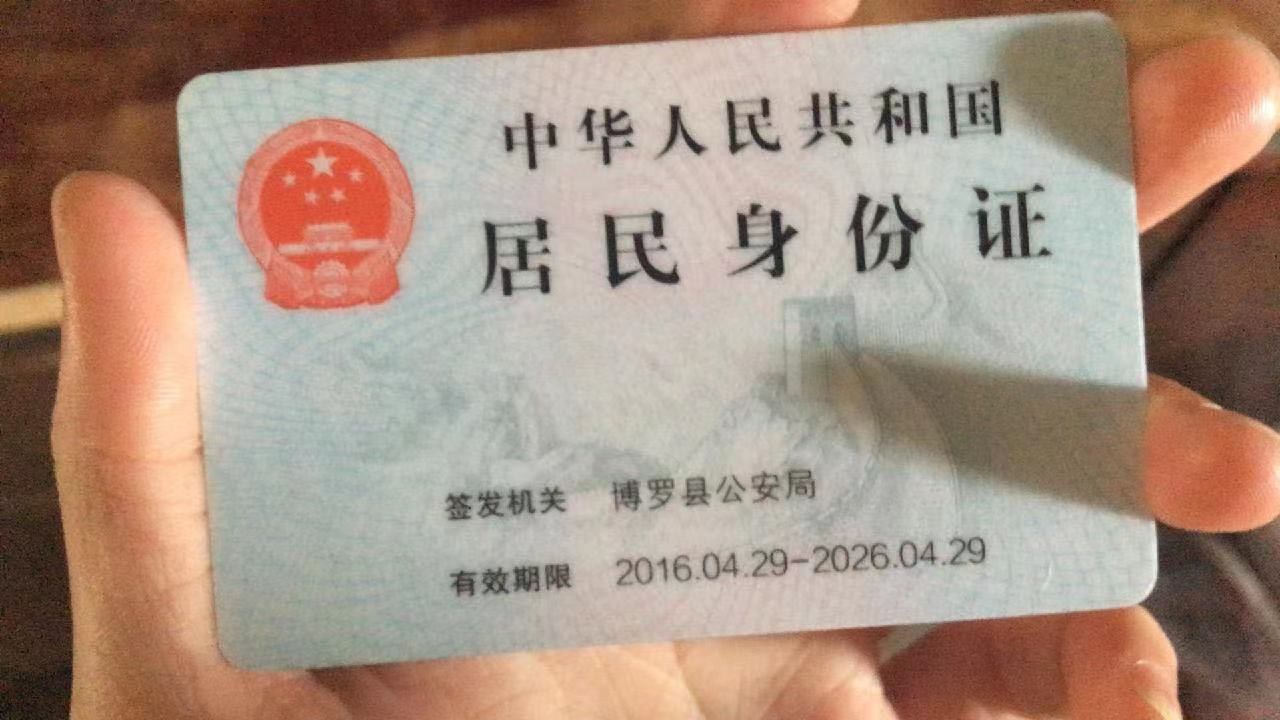 中华人民共和国
居民身份证
签发机关 博罗县公安局
有效期限 2016.04.29-2026.04.29